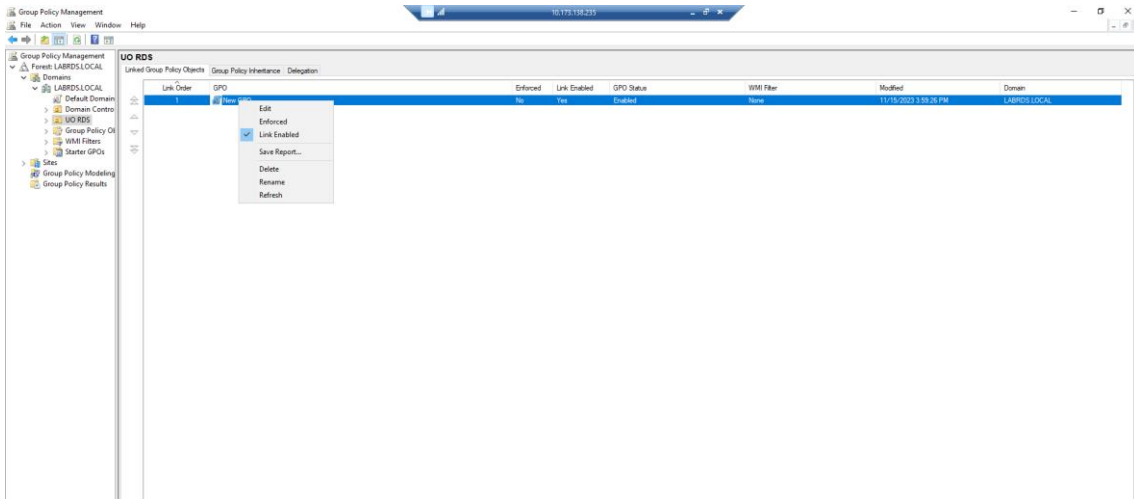 Group Policy Management
10.173.138.235
File Action View Window Help
Group Policy Management
Forest: LABRDS.LOCAL
Domains
LABRDS.LOCAL
Default Domain
Domain Contro
UO RDS
Group Policy Ob
WMI Filters
Starter GPOs
Sites
Group Policy Modeling
Group Policy Results
UO RDS
Linked Group Policy Objects Group Policy Inheritance Delegation
Link Order GPO Enforced Link Enabled GPO Status WMI Filter Modified Domain
1 New GPO No Yes Enabled None 11/15/2023 3:59:26 PM LABRDS.LOCAL
Edit
Enforced
Link Enabled
Save Report...
Delete
Rename
Refresh